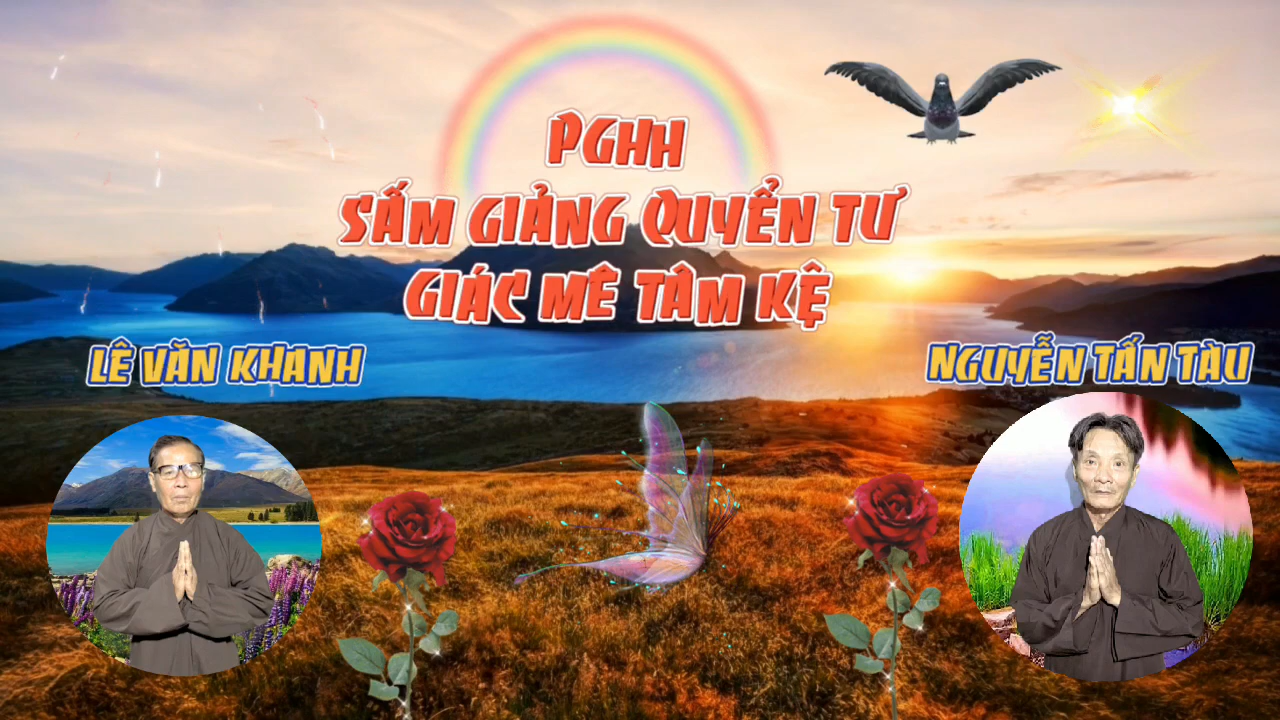 PGHH
SẤM GIẢNG QUYỂN TƯ
GIÁC MÊ TÂM KỆ
LÊ VĂN KHANH
NGUYỄN TẤN TÀU